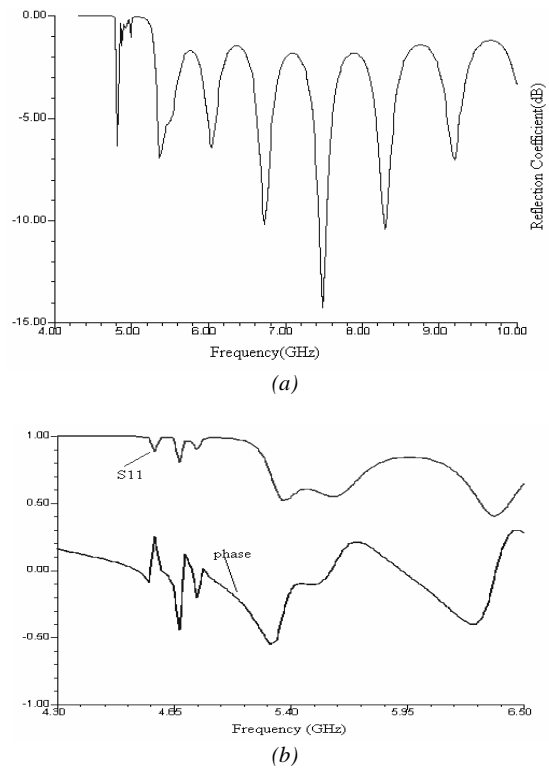 0.00
-5.00
-10.00
-15.00
4.00 5.00 6.00 7.00 8.00 9.00 10.00
Reflection Coefficient(dB)
Frequency(GHz)
(a)
1.00
0.50
0.00
-0.50
-1.00
S11
phase
4.30 4.85 5.40 5.95 6.50
Frequency (GHz)
(b)